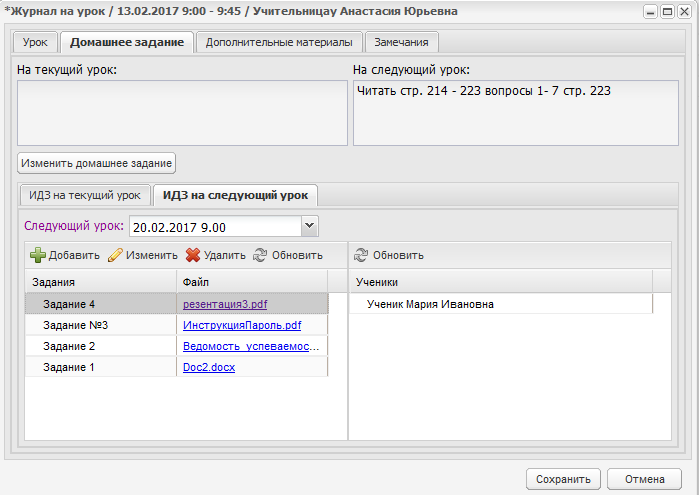 *Журнал на урок / 13.02.2017 9:00 - 9:45 / Учительницау Анастасия Юрьевна
Урок Домашнее задание Дополнительные материалы Замечания
На текущий урок: На следующий урок:
Читать стр. 214 - 223 вопросы 1- 7 стр. 223
Изменить домашнее задание
ИДЗ на текущий урок ИДЗ на следующий урок
Следующий урок: 20.02.2017 9.00
Добавить Изменить Удалить Обновить Обновить
Задания Файл Ученики
Задание 4 резентация3.pdf Ученик Мария Ивановна
Задание №3 ИнструкцияПароль.pdf
Задание 2 Ведомость_успеваемос...
Задание 1 Doc2.docx
Сохранить Отмена